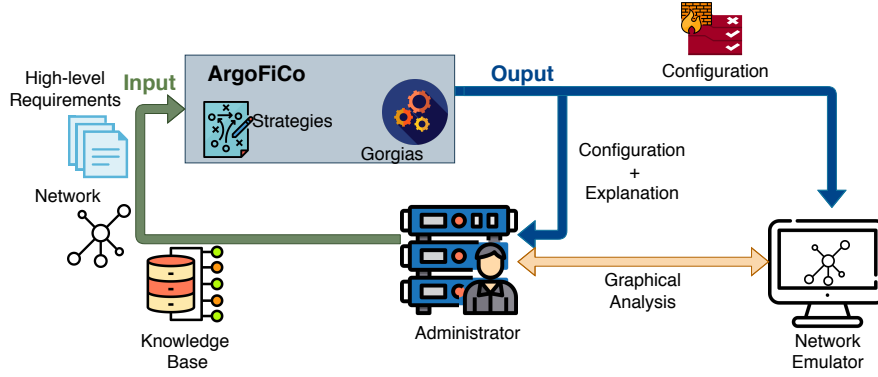 High-level
Requirements
Input
ArgoFiCo
Strategies
Gorgias
Ouput
Configuration
Configuration
+
Explanation
Network
Knowledge
Base
Administrator
Graphical
Analysis
Network
Emulator